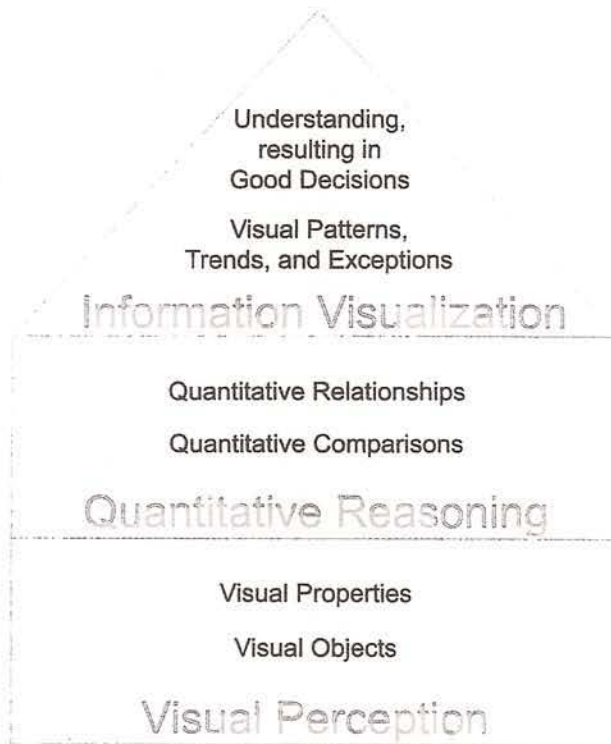 Understanding,
resulting in
Good Decisions
Visual Patterns,
Trends, and Exceptions
Information Visualization
Quantitative Relationships
Quantitative Comparisons
Quantitative Reasoning
Visual Properties
Visual Objects
Visual Perception